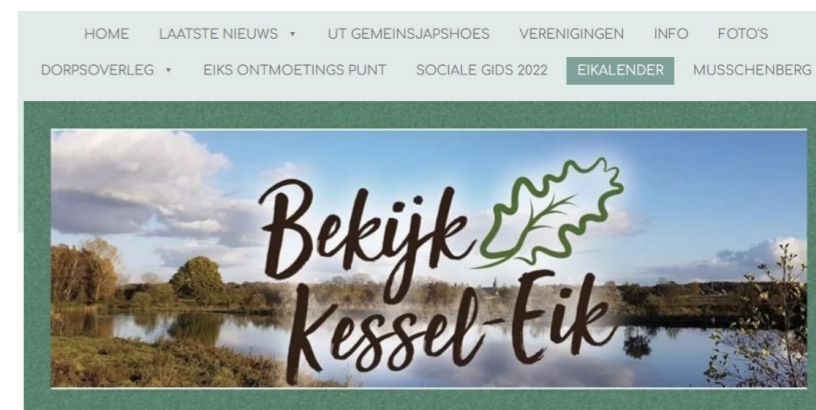 HOME LAATSTE NIEUWS UT GEMEINSJAPSHOES VERENIGINGEN INFO FOTO'S
DORPSOVERLEG EIKS ONTMOETINGS PUNT SOCIALE GIDS 2022 EIKALENDER MUSSCHENBERG
Bekijk
Kessel-Eik